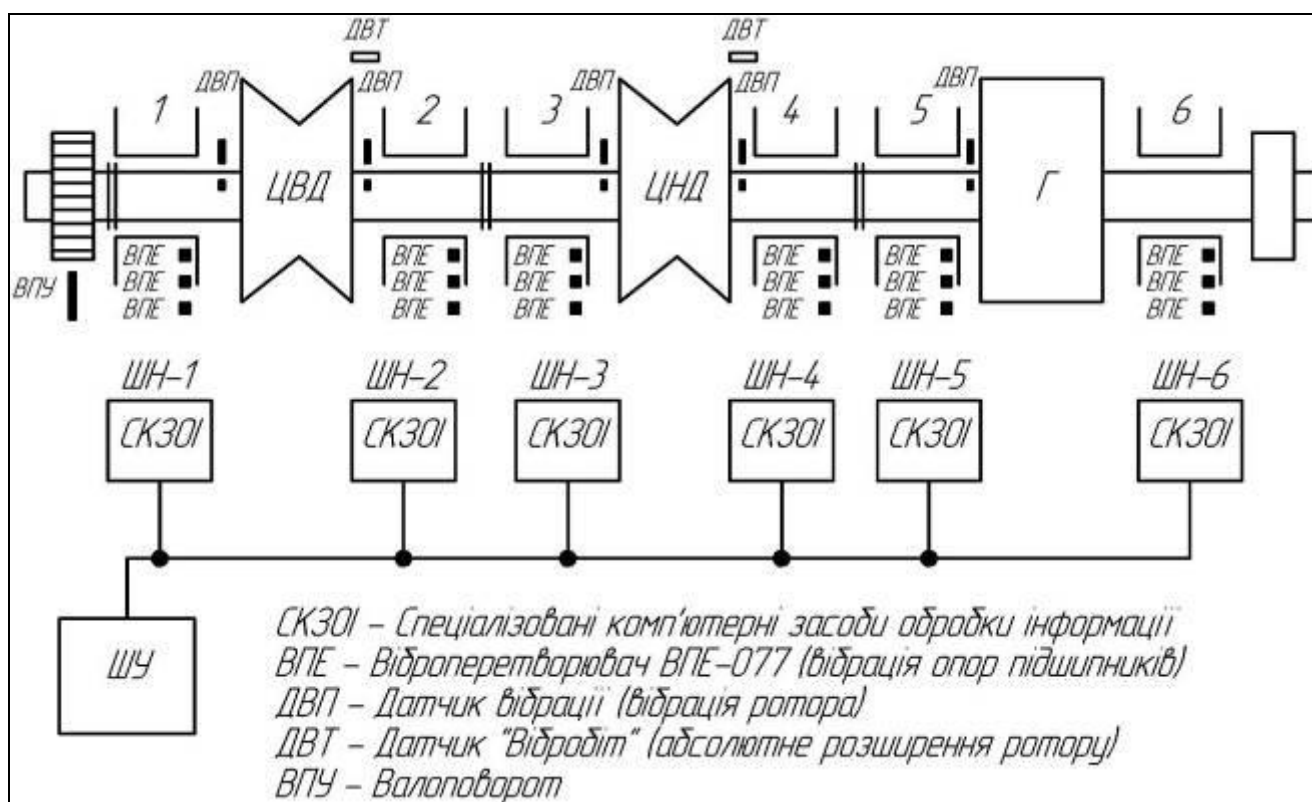 ДВТ ДВТ
ДВП ДВП ДВП ДВП ДВП
1 2 3 4 5 6
ЦВД ЦНД Г
ВПЕ ВПЕ ВПЕ ВПЕ ВПЕ ВПЕ
ВПЕ ВПЕ ВПЕ ВПЕ ВПЕ ВПЕ
ВПУ
ВПЕ ВПЕ ВПЕ ВПЕ ВПЕ ВПЕ
ШН-1 ШН-2 ШН-3 ШН-4 ШН-5 ШН-6
СКЗОІ СКЗОІ СКЗОІ СКЗОІ СКЗОІ СКЗОІ
ШУ
СКЗОІ – Спеціалізовані комп'ютерні засоби обробки інформації
ВПЕ – Віброперетворювач ВПЕ-077 (вібрація опор підшипників)
ДВП – Датчик вібрації (вібрація ротора)
ДВТ – Датчик "Вібробіт" (абсолютне розширення ротору)
ВПУ – Валоповорот